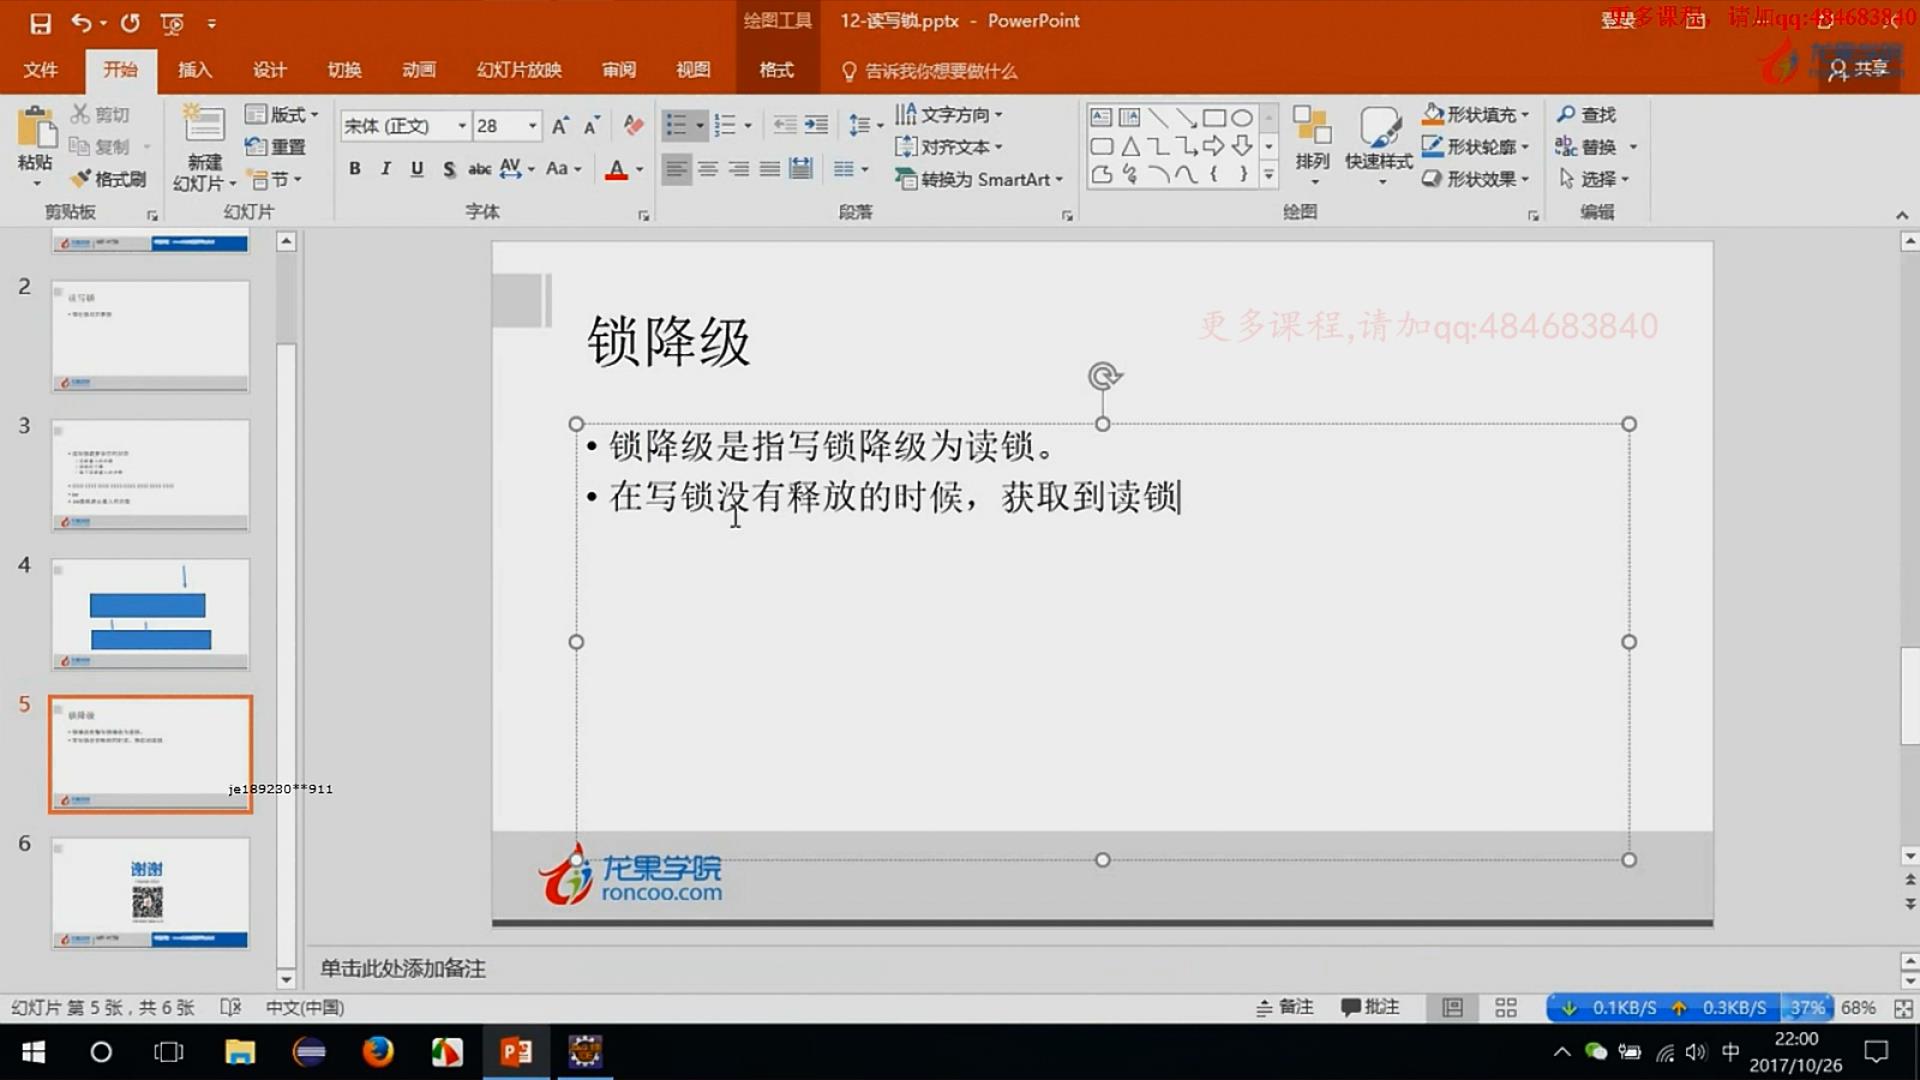 绘图工具
12-读写锁.pptx - PowerPoint
更多课程，请加qq:484683840
文件
开始
插入
设计
切换
动画
幻灯片放映
审阅
视图
格式
告诉我你想要做什么
共享
粘贴
剪切
复制
格式刷
剪贴板
新建
幻灯片
版式
重置
节
幻灯片
宋体 (正文)
28
B I U S abc AV Aa A
字体
文字方向
对齐文本
转换为 SmartArt
段落
排列
快速样式
形状填充
形状轮廓
形状效果
绘图
查找
替换
选择
编辑
2
读写锁
3
4
5
锁降级
je189230**911
6
谢谢
锁降级
更多课程,请加qq:484683840
• 锁降级是指写锁降级为读锁。
• 在写锁没有释放的时候，获取到读锁
龙果学院
roncoo.com
单击此处添加备注
幻灯片 第 5 张，共 6 张
中文(中国)
备注
批注
0.1KB/S
0.3KB/S
37%
68%
中
22:00
2017/10/26